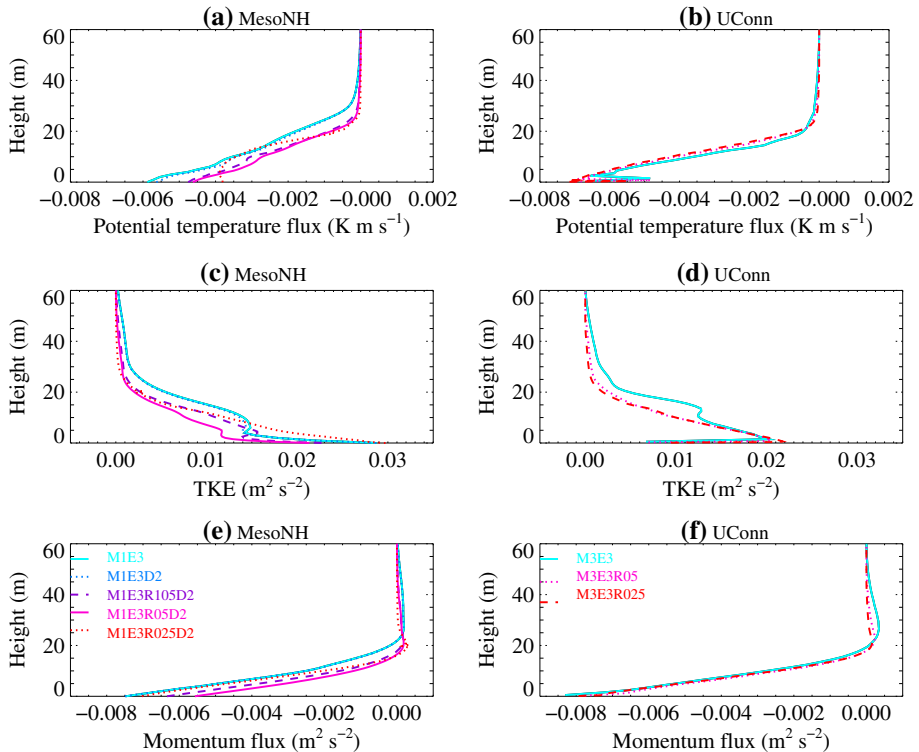 (a) MesoNH
(b) UConn
60
40
20
0
Height (m)
−0.008 −0.006 −0.004 −0.002 0.000 0.002
Potential temperature flux (K m s−1)
60
40
20
0
Height (m)
−0.008 −0.006 −0.004 −0.002 0.000 0.002
Potential temperature flux (K m s−1)
(c) MesoNH
(d) UConn
60
40
20
0
Height (m)
0.00 0.01 0.02 0.03
TKE (m2 s−2)
60
40
20
0
Height (m)
0.00 0.01 0.02 0.03
TKE (m2 s−2)
(e) MesoNH
(f) UConn
60
40
20
0
Height (m)
M1E3
M1E3D2
M1E3R105D2
M1E3R05D2
M1E3R025D2
−0.008 −0.006 −0.004 −0.002 0.000
Momentum flux (m2 s−2)
60
40
20
0
Height (m)
M3E3
M3E3R05
M3E3R025
−0.008 −0.006 −0.004 −0.002 0.000
Momentum flux (m2 s−2)